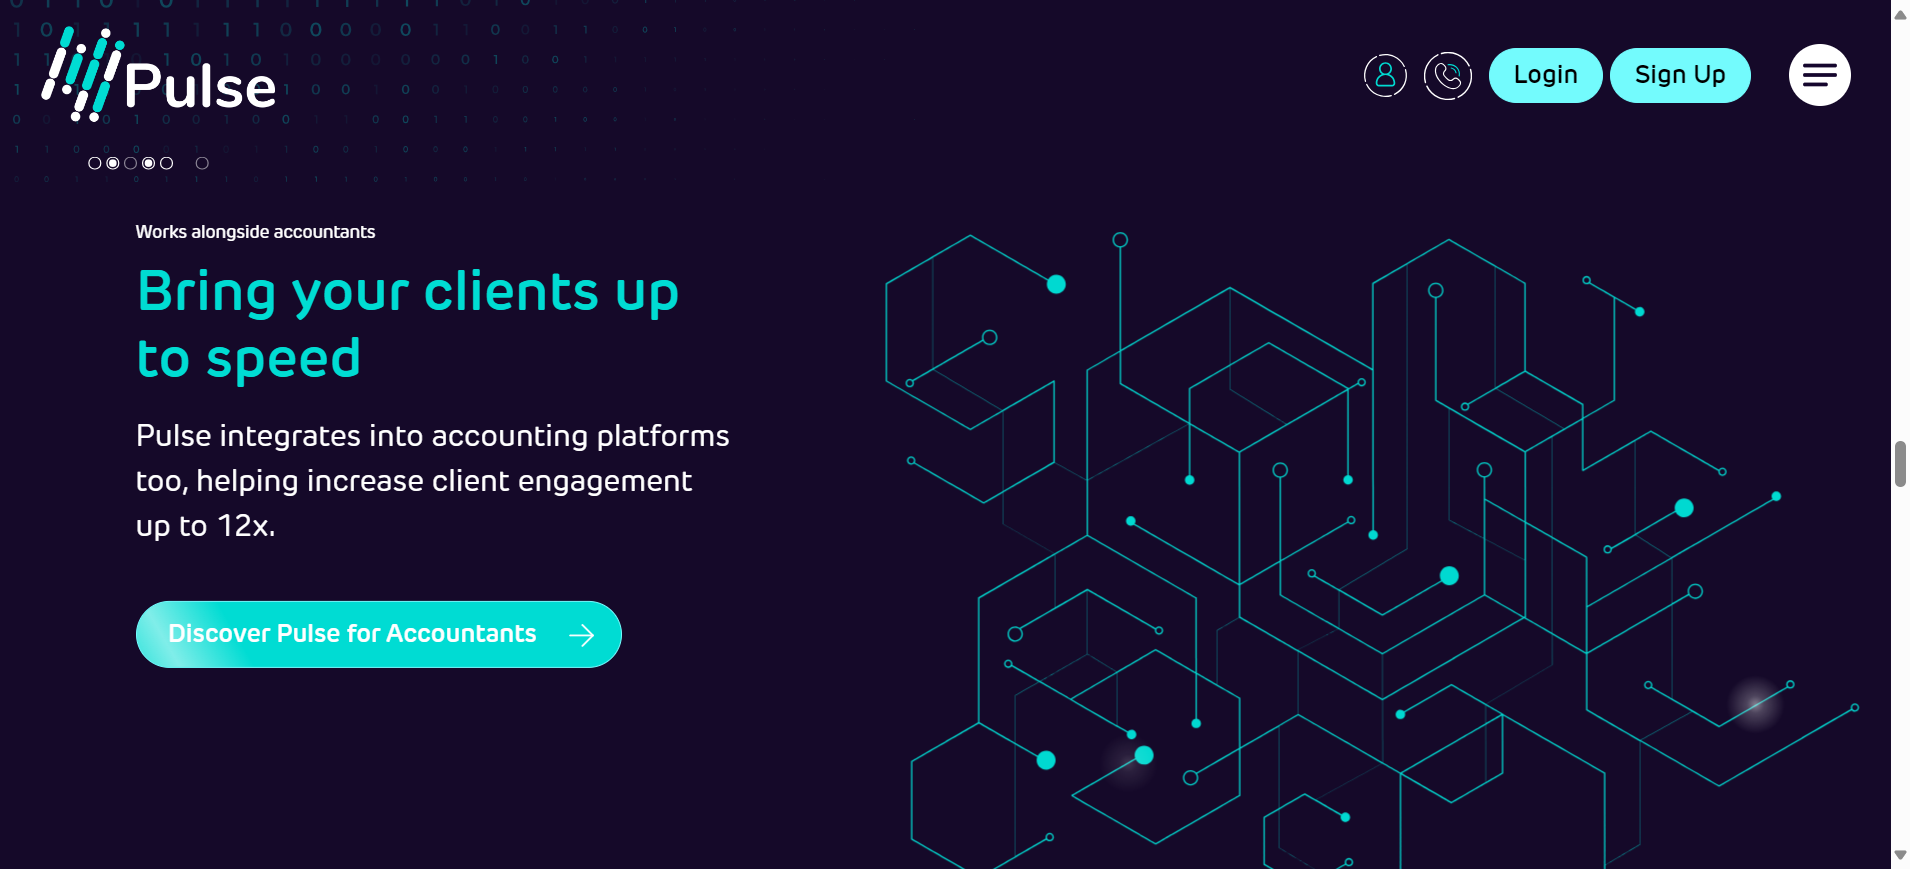 Pulse
Login
Sign Up
Works alongside accountants
Bring your clients up
to speed
Pulse integrates into accounting platforms
too, helping increase client engagement
up to 12x.
Discover Pulse for Accountants